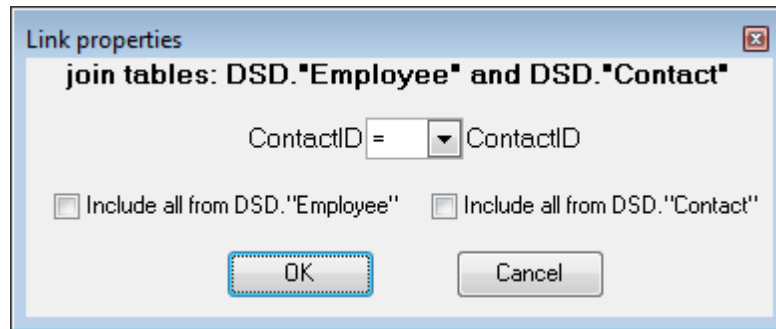 Link properties
join tables: DSD."Employee" and DSD."Contact"
ContactID = ContactID
Include all from DSD."Employee" Include all from DSD."Contact"
OK Cancel